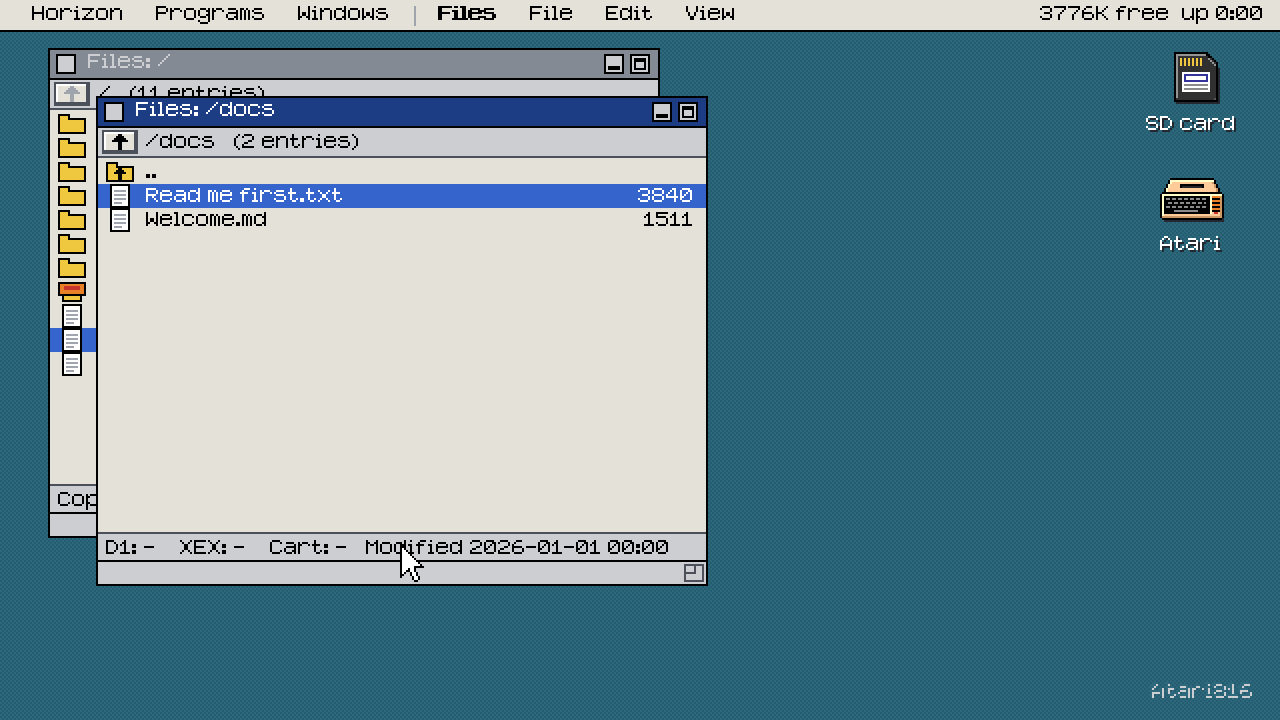 Horizon Programs Windows | Files File Edit View 3776K free up 0:00
Files: /
/ (11 entries)
Files: /docs
/docs (2 entries)
..
Read me first.txt 3840
Welcome.md 1511
Cop
D1: - XEX: - Cart: - Modified 2026-01-01 00:00
SD card
Atari
Atari816